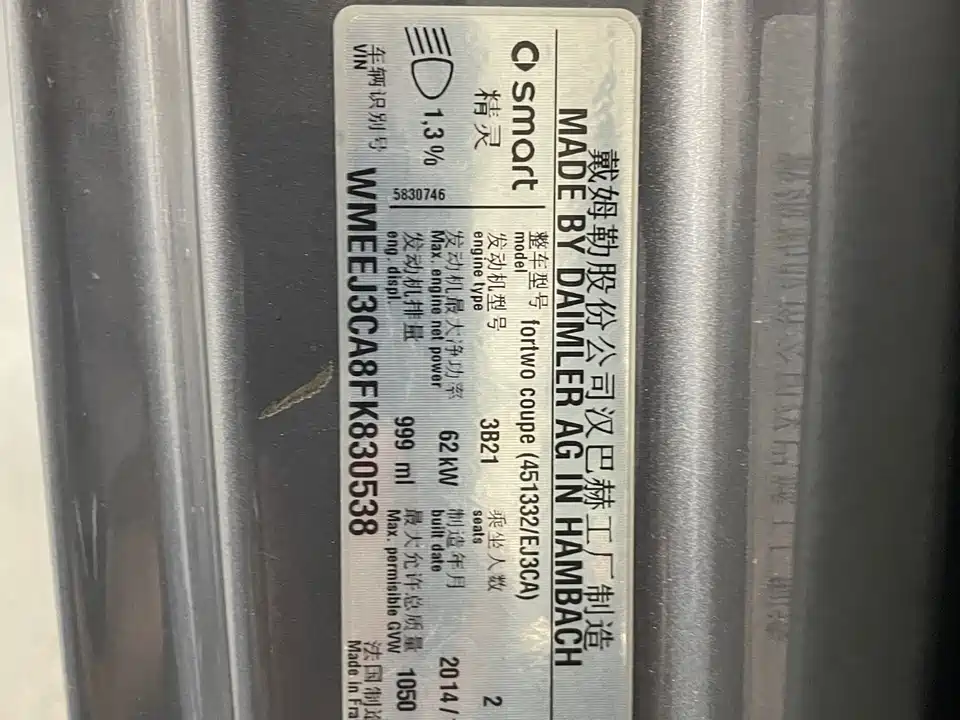 戴姆勒股份公司汉巴赫工厂制造
MADE BY DAIMLER AG IN HAMBACH
smart
精灵
整车型号
model
fortwo coupe (451332/EJ3CA)
发动机型号
engine type
3B21
乘坐人数
seats
2
发动机最大净功率
Max. engine net power
62kW
制造年月
built date
2014/
1,3%
5830746
发动机排量
eng. displ.
999 ml
最大允许总质量
Max. permisible GVW
1050
车辆识别号
VIN
WMEEJ3CA8FK830538
法国制造
Made in Fra